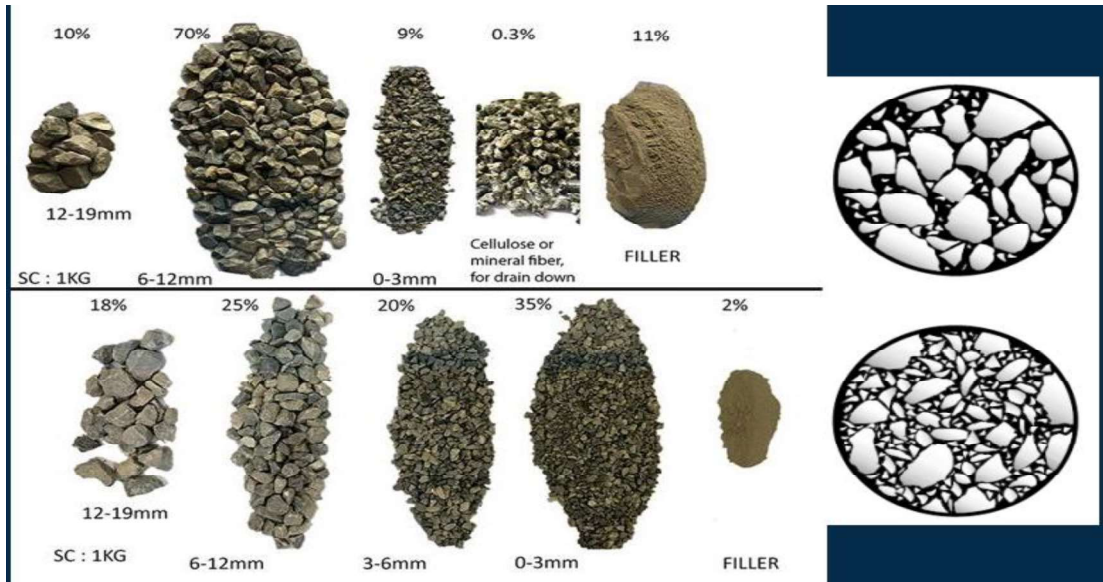 10% 70% 9% 0.3% 11%
12-19mm
Cellulose or
mineral fiber,
for drain down
FILLER
SC : 1KG 6-12mm 0-3mm
18% 25% 20% 35% 2%
12-19mm
SC : 1KG
6-12mm 3-6mm 0-3mm FILLER